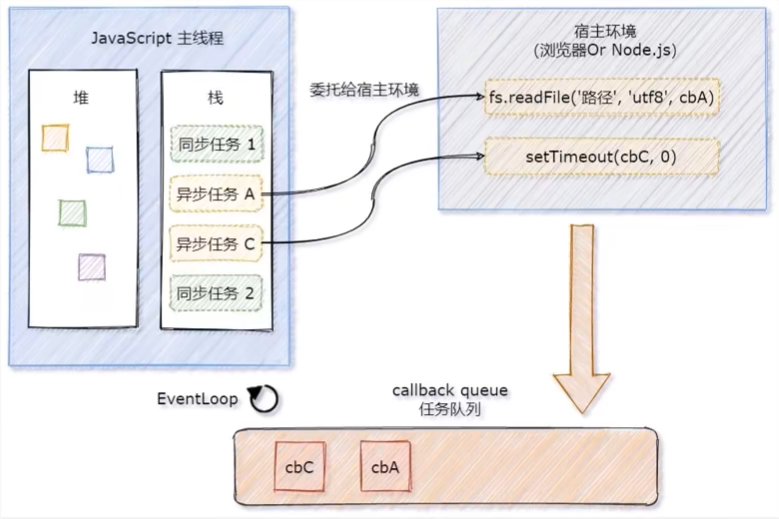 JavaScript 主线程
堆
栈
同步任务 1
异步任务 A
异步任务 C
同步任务 2
委托给宿主环境
宿主环境
(浏览器Or Node.js)
fs.readFile('路径', 'utf8', cbA)
setTimeout(cbC, 0)
EventLoop
callback queue
任务队列
cbC
cbA